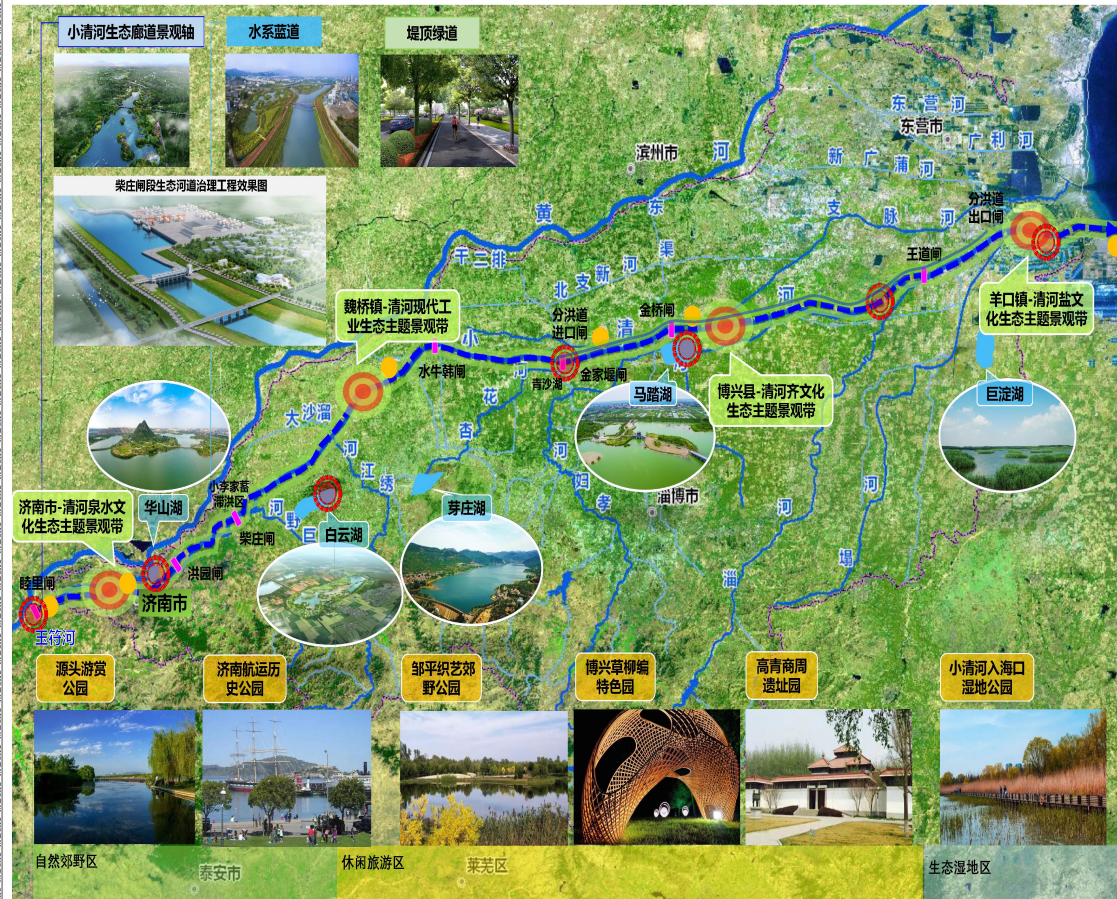 小清河生态廊道景观轴
水系蓝道
堤顶绿道
柴庄闸段生态河道治理工程效果图
东营河
东营市
广利河
滨州市
河
新广蒲河
分洪道
出口闸
黄
东
支脉河
干二排
渠
北支新河
王道闸
魏桥镇-清河现代工
业生态主题景观带
羊口镇-清河盐文
化生态主题景观带
分洪道
进口闸
金桥闸
河
小
清
水牛韩闸
河
青沙湖
金家堰闸
马踏湖
博兴县-清河齐文化
生态主题景观带
巨淀湖
花
大沙溜
杏
河
江
绣
河
妇
孝
河
河
淄博市
小李家蓄
滞洪区
济南市-清河泉水文
化生态主题景观带
华山湖
河
野
巨
白云湖
芽庄湖
柴庄闸
洪园闸
塌
淄
睦里闸
济南市
玉符河
源头游赏
公园
济南航运历
史公园
邹平织艺郊
野公园
博兴草柳编
特色园
高青商周
遗址园
小清河入海口
湿地公园
自然郊野区
泰安市
休闲旅游区
莱芜区
生态湿地区